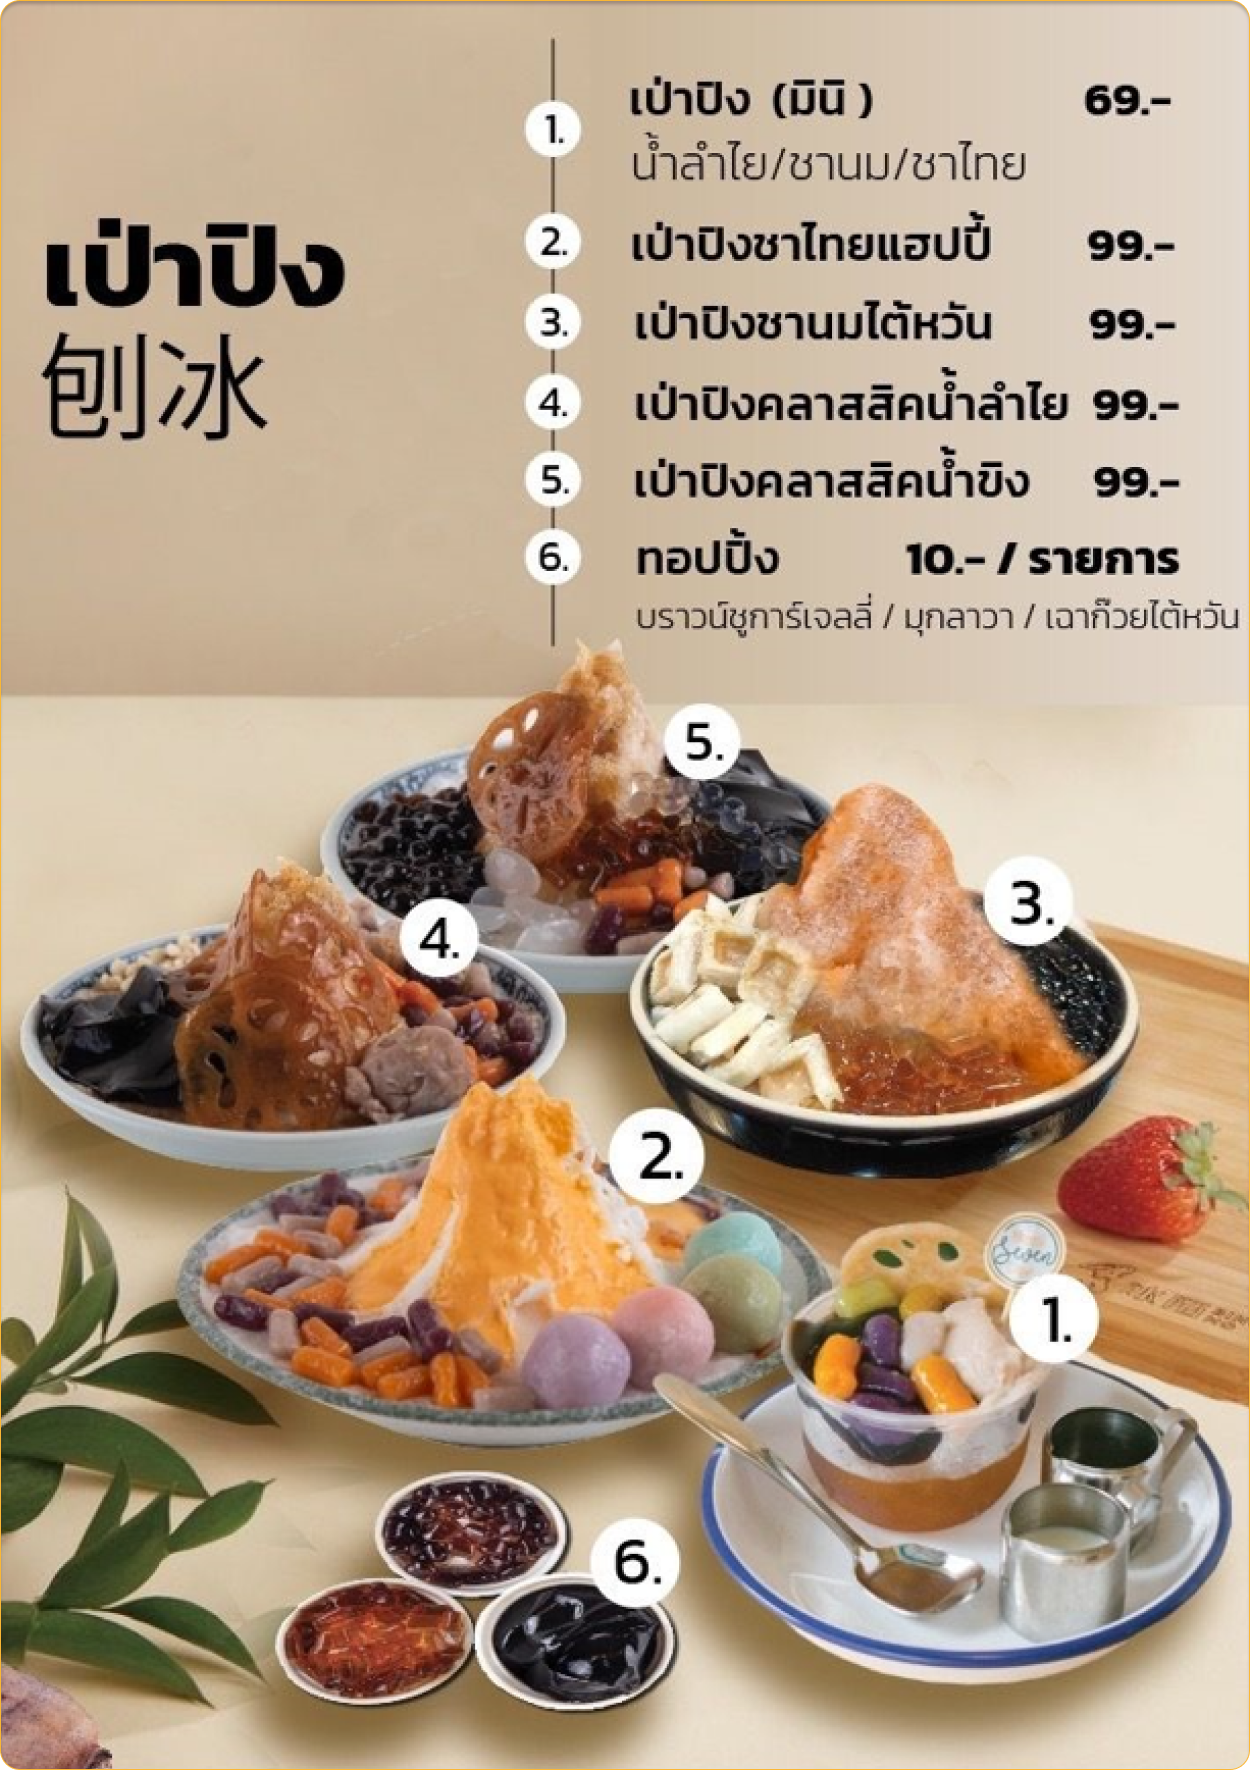 เป่าปิง
刨冰
1. เป่าปิง (มินิ ) 69.-
น้ำลำไย/ชานม/ชาไทย
2. เป่าปิงชาไทยแฮปปี้ 99.-
3. เป่าปิงชานมไต้หวัน 99.-
4. เป่าปิงคลาสสิคน้ำลำไย 99.-
5. เป่าปิงคลาสสิคน้ำขิง 99.-
6. ทอปปิ้ง 10.- / รายการ
บราวน์ชูการ์เจลลี่ / มุกลาวา / เฉาก๊วยไต้หวัน
5.
3.
4.
2.
Seven
1.
6.